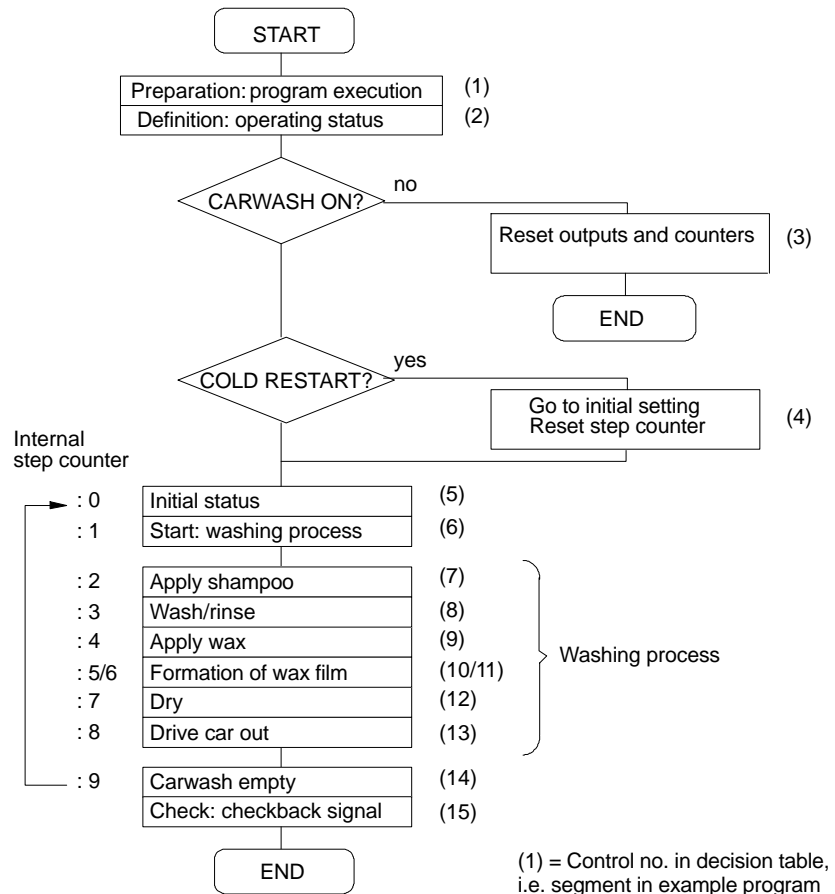 START
Preparation: program execution (1)
Definition: operating status (2)
CARWASH ON?
no
Reset outputs and counters (3)
END
COLD RESTART?
yes
Go to initial setting
Reset step counter
(4)
Internal
step counter
: 0 Initial status (5)
: 1 Start: washing process (6)
: 2 Apply shampoo (7)
: 3 Wash/rinse (8)
: 4 Apply wax (9)
: 5/6 Formation of wax film (10/11)
: 7 Dry (12)
: 8 Drive car out (13)
Washing process
: 9 Carwash empty (14)
Check: checkback signal (15)
END
(1) = Control no. in decision table,
i.e. segment in example program